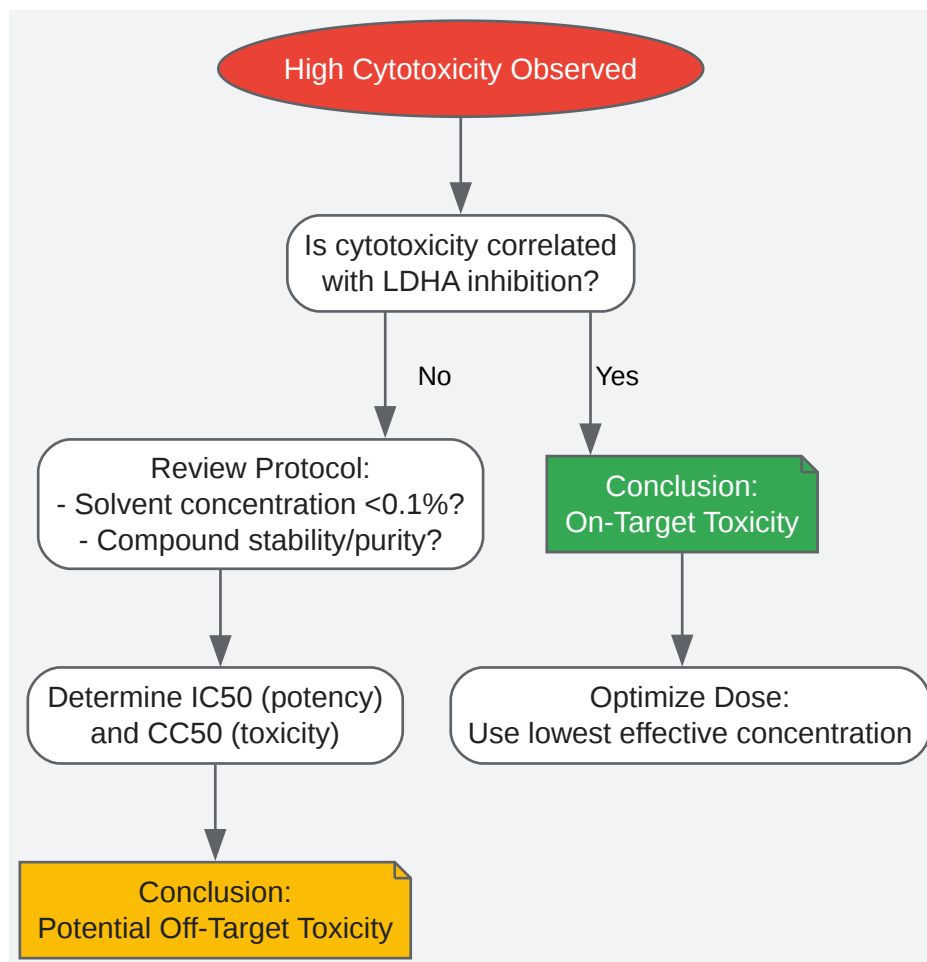 High Cytotoxicity Observed
Is cytotoxicity correlated
with LDHA inhibition?
No
Yes
Review Protocol:
- Solvent concentration <0.1%?
- Compound stability/purity?
Conclusion:
On-Target Toxicity
Determine IC50 (potency)
and CC50 (toxicity)
Optimize Dose:
Use lowest effective concentration
Conclusion:
Potential Off-Target Toxicity